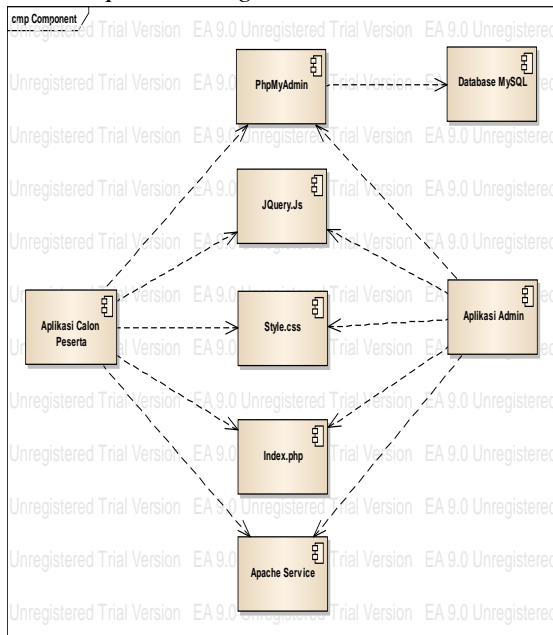 cmp Component
PhpMyAdmin
Database MySQL
JQuery.Js
Aplikasi Calon
Peserta
Style.css
Aplikasi Admin
Index.php
Apache Service
Unregistered Trial Version EA 9.0 Unregistered Trial Version EA 9.0 Unregistered